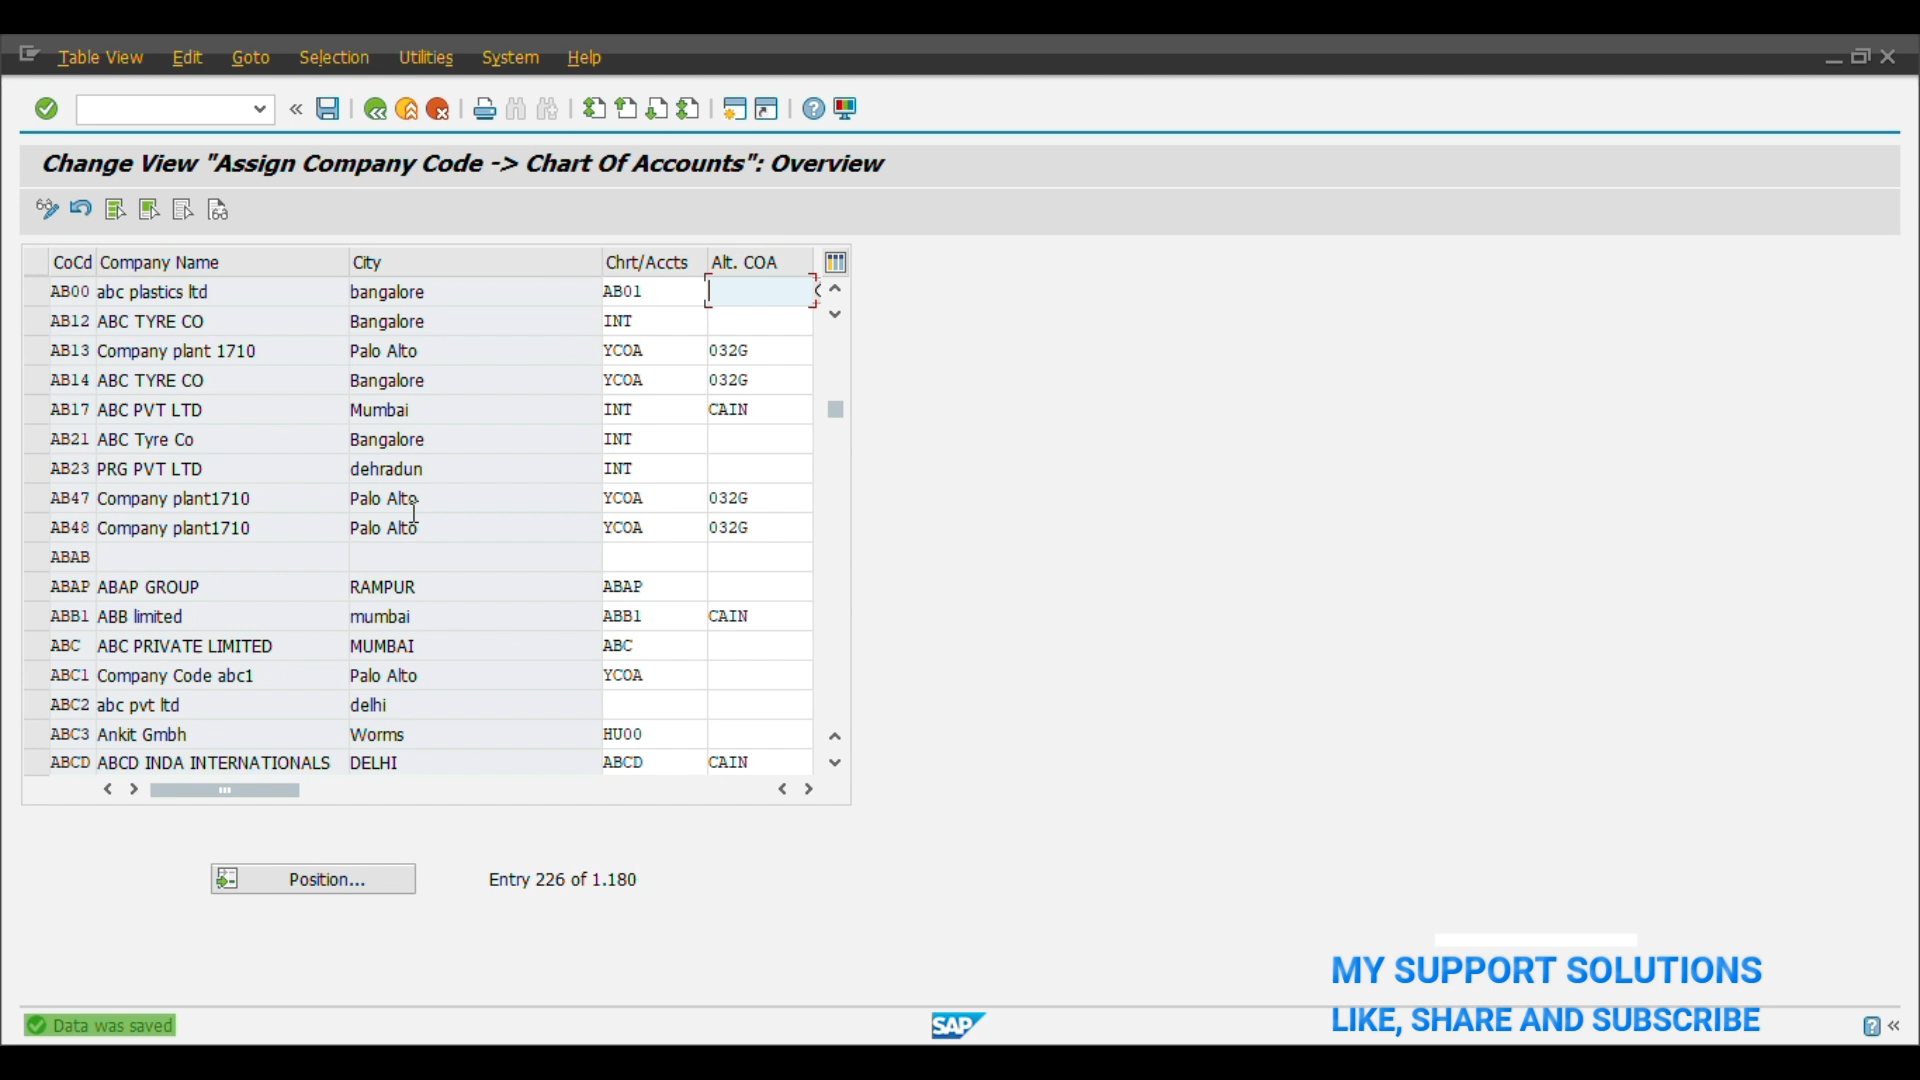 Table View Edit Goto Selection Utilities System Help
Change View "Assign Company Code -> Chart Of Accounts": Overview
CoCd Company Name City Chrt/Accts Alt. COA
AB00 abc plastics ltd bangalore AB01
AB12 ABC TYRE CO Bangalore INT
AB13 Company plant 1710 Palo Alto YCOA 032G
AB14 ABC TYRE CO Bangalore YCOA 032G
AB17 ABC PVT LTD Mumbai INT CAIN
AB21 ABC Tyre Co Bangalore INT
AB23 PRG PVT LTD dehradun INT
AB47 Company plant1710 Palo Alto YCOA 032G
AB48 Company plant1710 Palo Alto YCOA 032G
ABAB
ABAP ABAP GROUP RAMPUR ABAP
ABB1 ABB limited mumbai ABB1 CAIN
ABC ABC PRIVATE LIMITED MUMBAI ABC
ABC1 Company Code abc1 Palo Alto YCOA
ABC2 abc pvt ltd delhi
ABC3 Ankit Gmbh Worms HU00
ABCD ABCD INDA INTERNATIONALS DELHI ABCD CAIN
Position... Entry 226 of 1.180
MY SUPPORT SOLUTIONS
LIKE, SHARE AND SUBSCRIBE
Data was saved
SAP